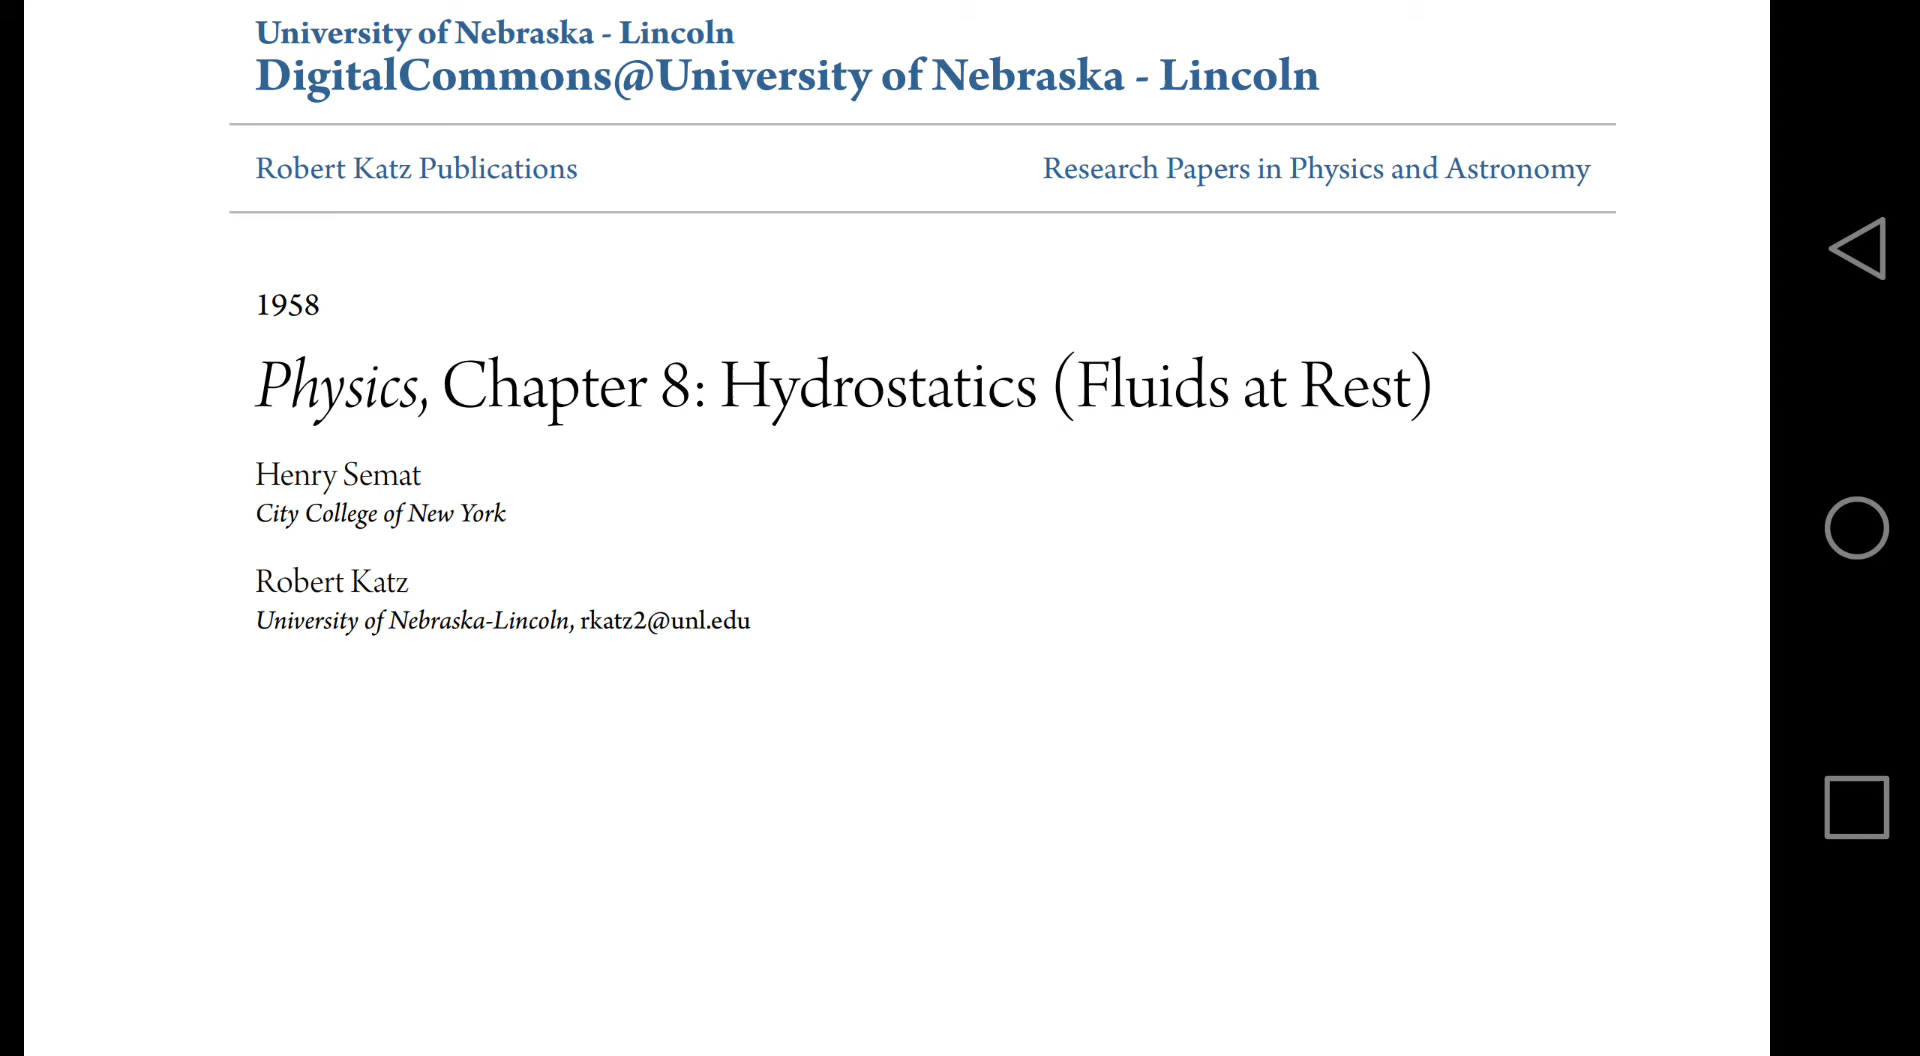 University of Nebraska - Lincoln
DigitalCommons@University of Nebraska - Lincoln
Robert Katz Publications
Research Papers in Physics and Astronomy
1958
Physics, Chapter 8: Hydrostatics (Fluids at Rest)
Henry Semat
City College of New York
Robert Katz
University of Nebraska-Lincoln, rkatz2@unl.edu